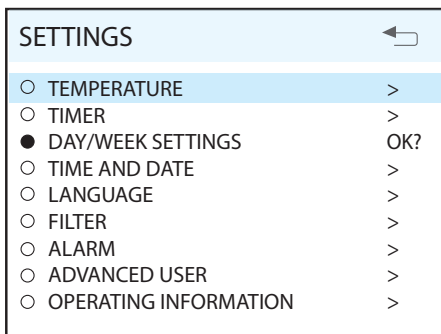 SETTINGS
TEMPERATURE >
TIMER >
DAY/WEEK SETTINGS OK?
TIME AND DATE >
LANGUAGE >
FILTER >
ALARM >
ADVANCED USER >
OPERATING INFORMATION >